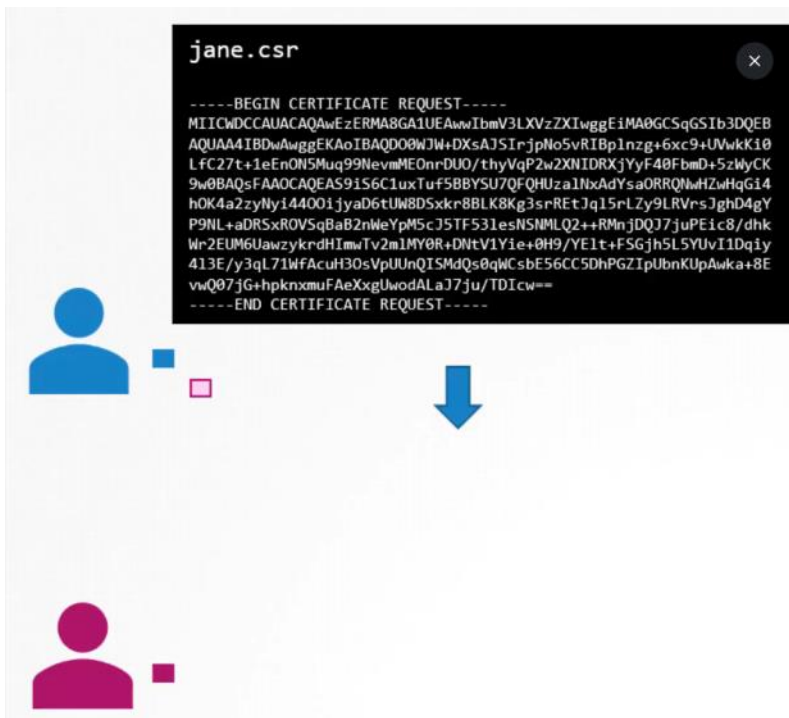 jane.csr
-----BEGIN CERTIFICATE REQUEST-----
MIICWDCCAUACAQAwEzERMA8GA1UEAwwIbmV3LXVzZXIwggEiMA0GCSqGSIb3DQEB
AQUAA4IBDwAwggEKAoIBAQDO0WJW+DXsAJSIrjpNo5vRIBplnzg+6xc9+UVwkKi0
LfC27t+1eEnON5Muq99NevmMEOnrDUO/thyVqP2w2XNIDRXjYyF40FbmD+5zWyCK
9w0BAQsFAAOCAQEAS9iS6C1uxTuf5BBYSU7QFQHUzalNxAdYsaORRQNwHZwHqGi4
hOK4a2zyNyi44OOijyaD6tUW8DSxkr8BLK8Kg3srREtJql5rLZy9LRVrsJghD4gY
P9NL+aDRSxROVSqBaB2nWeYpM5cJ5TF53lesNSNMLQ2++RMnjDQJ7juPEic8/dhk
Wr2EUM6UawzykrdHImwTv2mlMY0R+DNtV1Yie+0H9/YElt+FSGjh5L5YUvI1Dqiy
4l3E/y3qL71WfAcuH3OsVpUUnQISMdQs0qWCsbE56CC5DhPGZIpUbnKUpAwka+8E
vwQ07jG+hpknxmuFAeXxgUwodALaJ7ju/TDIcw==
-----END CERTIFICATE REQUEST-----